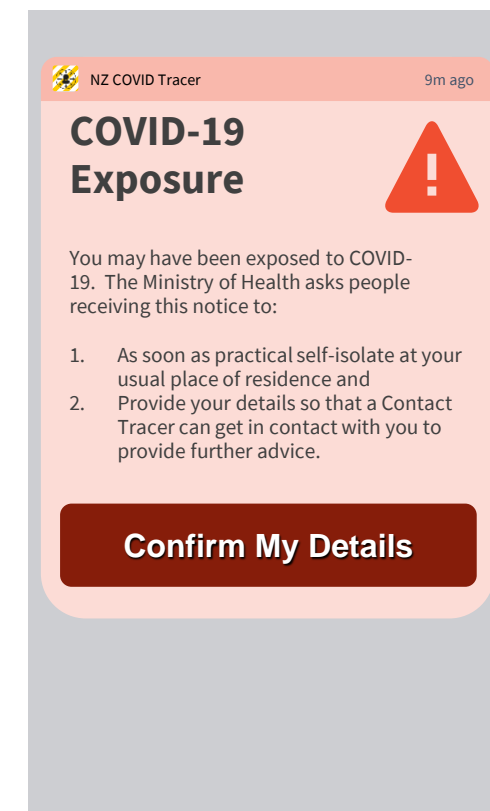 NZ COVID Tracer 9m ago
COVID-19
Exposure
You may have been exposed to COVID-
19. The Ministry of Health asks people
receiving this notice to:
1. As soon as practical self-isolate at your
usual place of residence and
2. Provide your details so that a Contact
Tracer can get in contact with you to
provide further advice.
Confirm My Details